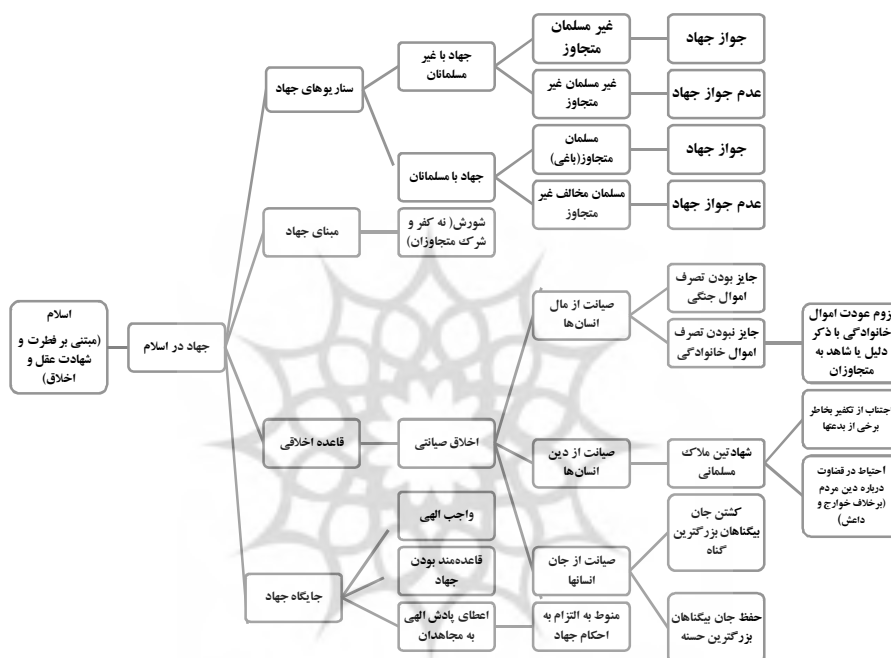 اسلام
(مبتنی بر فطرت و
شهادت عقل و
اخلاق)
جهاد در اسلام
سناریوهای جهاد
جهاد با غیر
مسلمانان
غیر مسلمان
متجاوز
جواز جهاد
غیر مسلمان غیر
متجاوز
عدم جواز جهاد
جهاد با مسلمانان
مسلمان
متجاوز(باغی)
جواز جهاد
مسلمان مخالف غیر
متجاوز
عدم جواز جهاد
مبنای جهاد
شورش( نه کفر و
شرک متجاوزان)
قاعده اخلاقی
اخلاق صیانتی
صیانت از مال
انسان‌ها
جایز بودن تصرف
اموال جنگی
جایز نبودن تصرف
اموال خانوادگی
زوم عودت اموال
خانوادگی با ذکر
دلیل یا شاهد به
متجاوزان
صیانت از دین
انسان‌ها
شهادتین ملاک
مسلمانی
جتناب از تکفیر بخاطر
برخی از بدعتها
احتیاط در قضاوت
درباره دین مردم
(برخلاف خوارج و
داعش)
صیانت از جان
انسانها
کشتن جان
بیگناهان بزرگترین
گناه
حفظ جان بیگناهان
بزرگترین حسنه
جایگاه جهاد
واجب الهی
قاعده‌مند بودن
جهاد
اعطای پادش الهی
به مجاهدان
منوط به التزام به
احکام جهاد